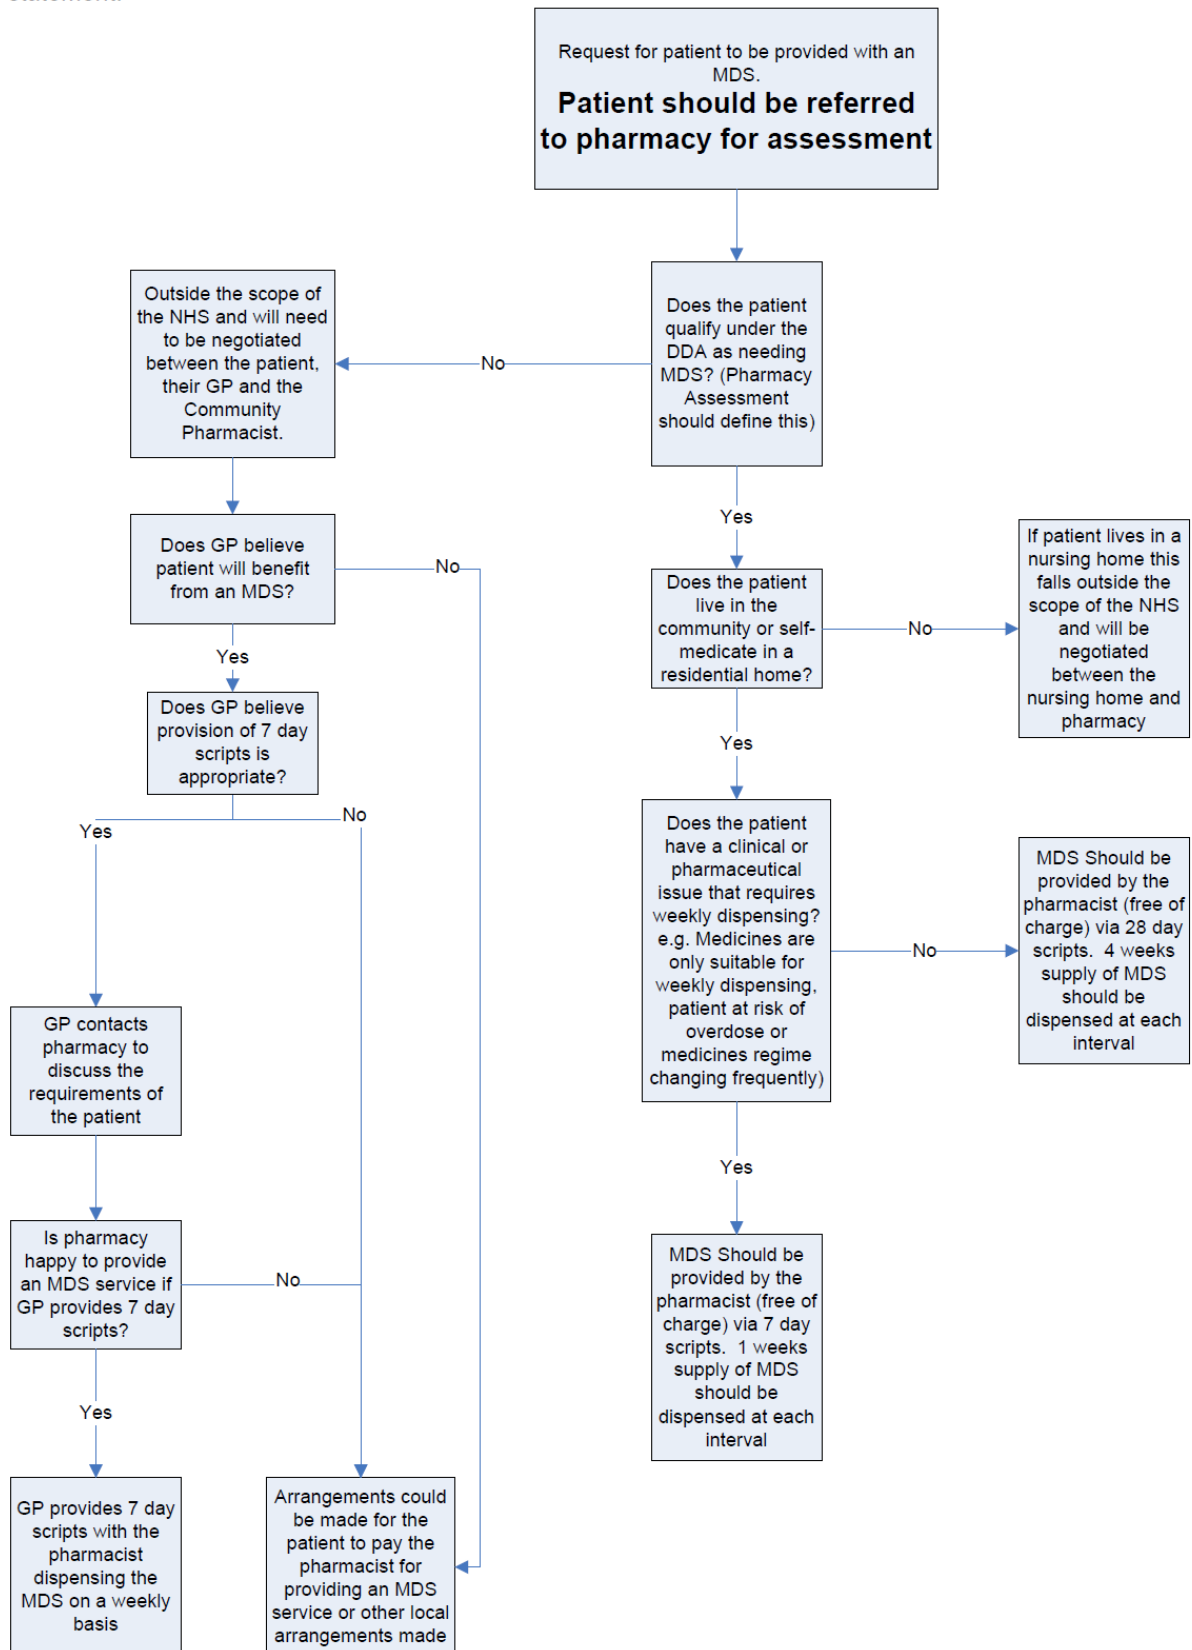 statement.
Request for patient to be provided with an
MDS.
Patient should be referred
to pharmacy for assessment
Does the patient
qualify under the
DDA as needing
MDS? (Pharmacy
Assessment
should define this)
No
Outside the scope of
the NHS and will need
to be negotiated
between the patient,
their GP and the
Community
Pharmacist.
Yes
Does GP believe
patient will benefit
from an MDS?
No
Does the patient
live in the
community or self-
medicate in a
residential home?
No
If patient lives in a
nursing home this
falls outside the
scope of the NHS
and will be
negotiated
between the
nursing home and
pharmacy
Yes
Does GP believe
provision of 7 day
scripts is
appropriate?
Yes
No
Yes
Does the patient
have a clinical or
pharmaceutical
issue that requires
weekly dispensing?
e.g. Medicines are
only suitable for
weekly dispensing,
patient at risk of
overdose or
medicines regime
changing frequently)
No
MDS Should be
provided by the
pharmacist (free of
charge) via 28 day
scripts. 4 weeks
supply of MDS
should be
dispensed at each
interval
GP contacts
pharmacy to
discuss the
requirements of
the patient
Yes
Is pharmacy
happy to provide
an MDS service if
GP provides 7 day
scripts?
No
MDS Should be
provided by the
pharmacist (free of
charge) via 7 day
scripts. 1 weeks
supply of MDS
should be
dispensed at each
interval
Yes
GP provides 7 day
scripts with the
pharmacist
dispensing the
MDS on a weekly
basis
Arrangements could
be made for the
patient to pay the
pharmacist for
providing an MDS
service or other local
arrangements made